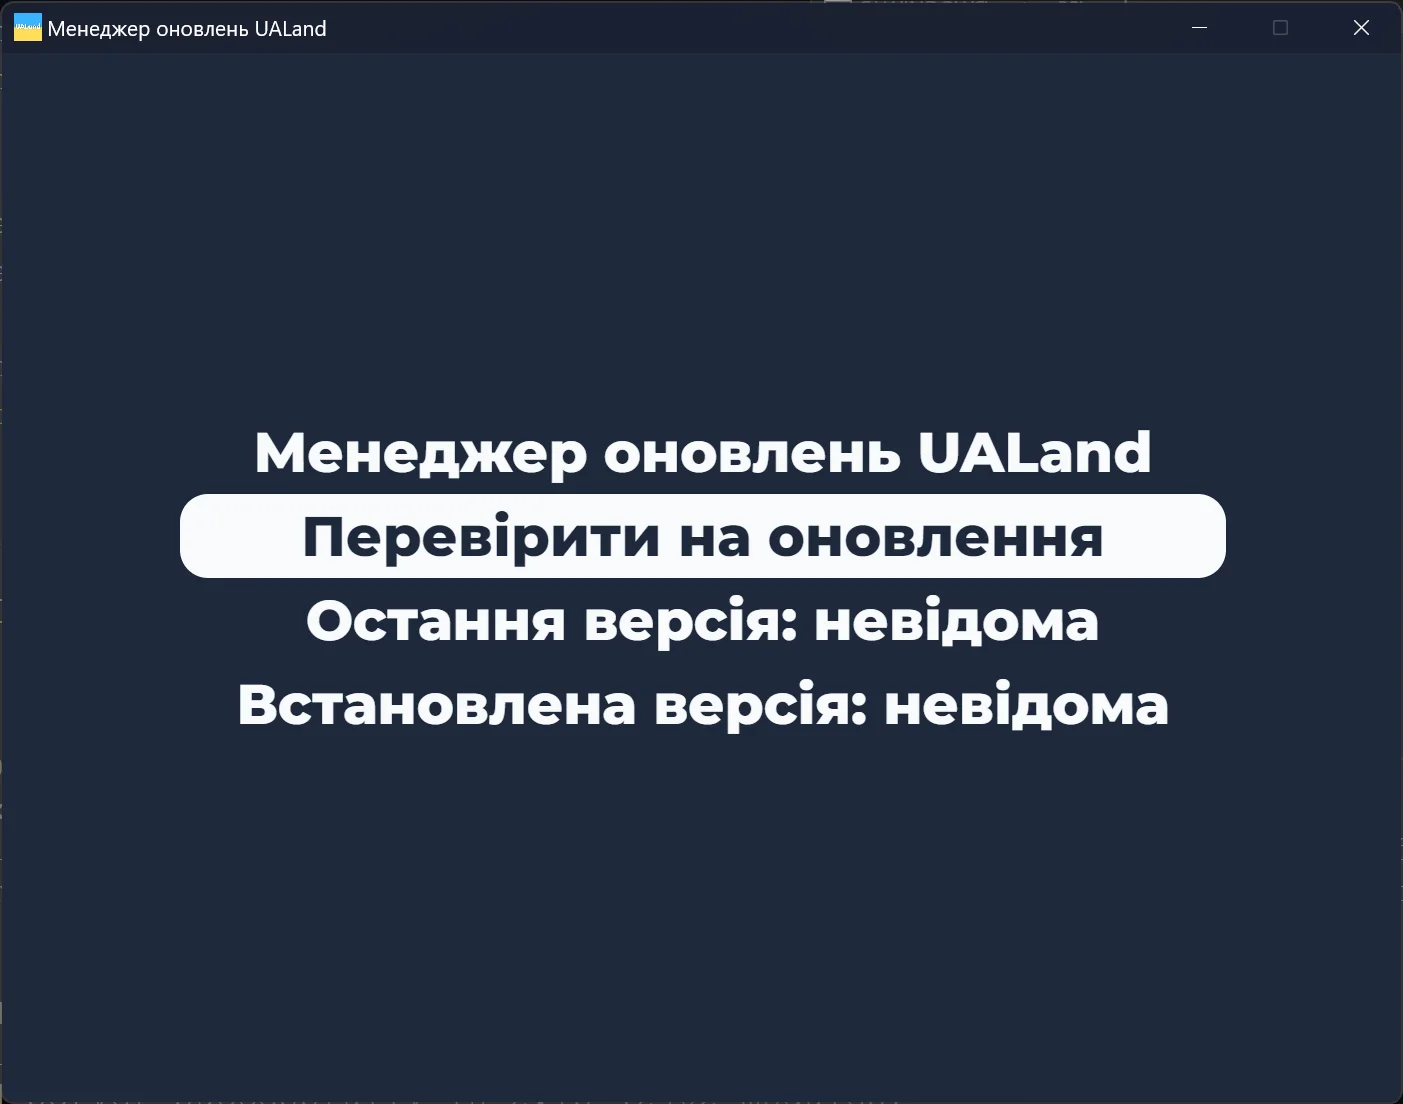 Менеджер оновлень UALand
Менеджер оновлень UALand
Перевірити на оновлення
Остання версія: невідома
Встановлена версія: невідома